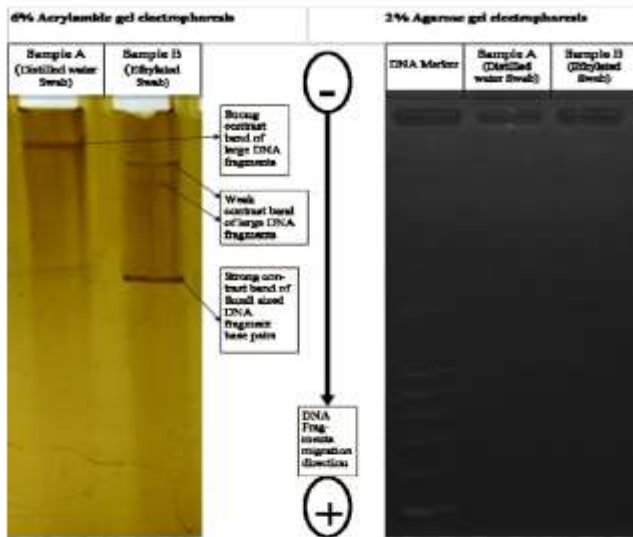 6% Acrylamide gel electrophoresis
2% Agarose gel electrophoresis
Sample A
(Distilled water
Swab)
Sample B
(Ethylated
Swab)
DNA Marker
Sample A
(Distilled
water Swab)
Sample B
(Ethylated
Swab)
-
Strong
contrast
band of
large DNA
fragments
Weak
contrast band
of large DNA
fragments
Strong con-
trast band of
Small sized
DNA
fragment
base pairs
DNA
Frag-
ments
migration
direction
+